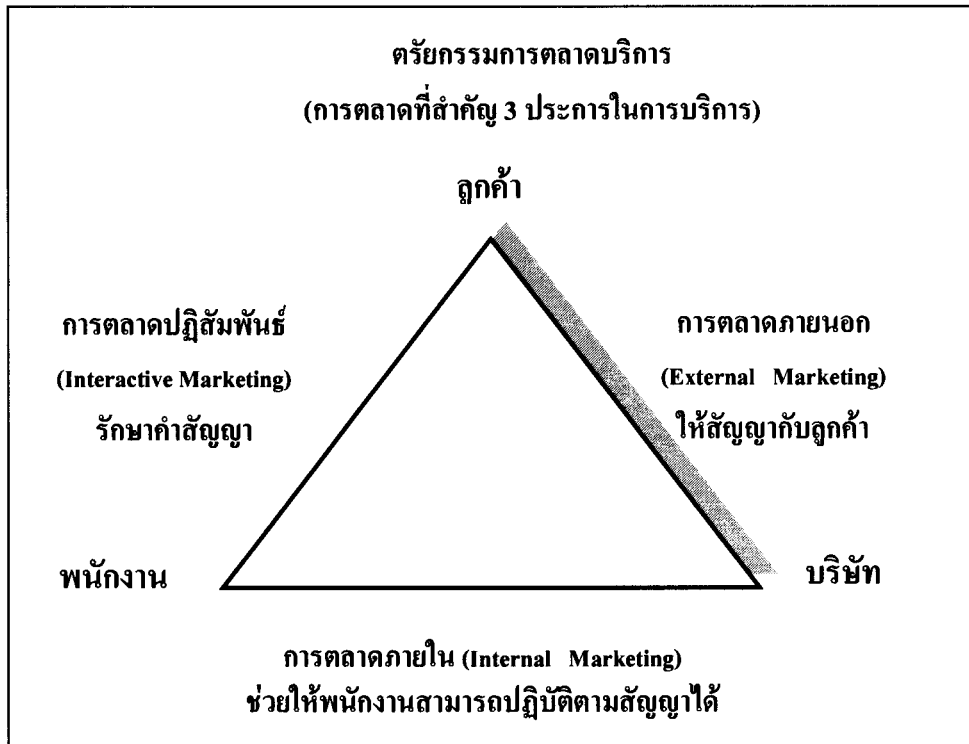 ตรัยกรรมการตลาดบริการ
(การตลาดที่สำคัญ 3 ประการในการบริการ)
ลูกค้า
การตลาดปฏิสัมพันธ์
(Interactive Marketing)
รักษาคำสัญญา
การตลาดภายนอก
(External Marketing)
ให้สัญญากับลูกค้า
พนักงาน
บริษัท
การตลาดภายใน (Internal Marketing)
ช่วยให้พนักงานสามารถปฏิบัติตามสัญญาได้